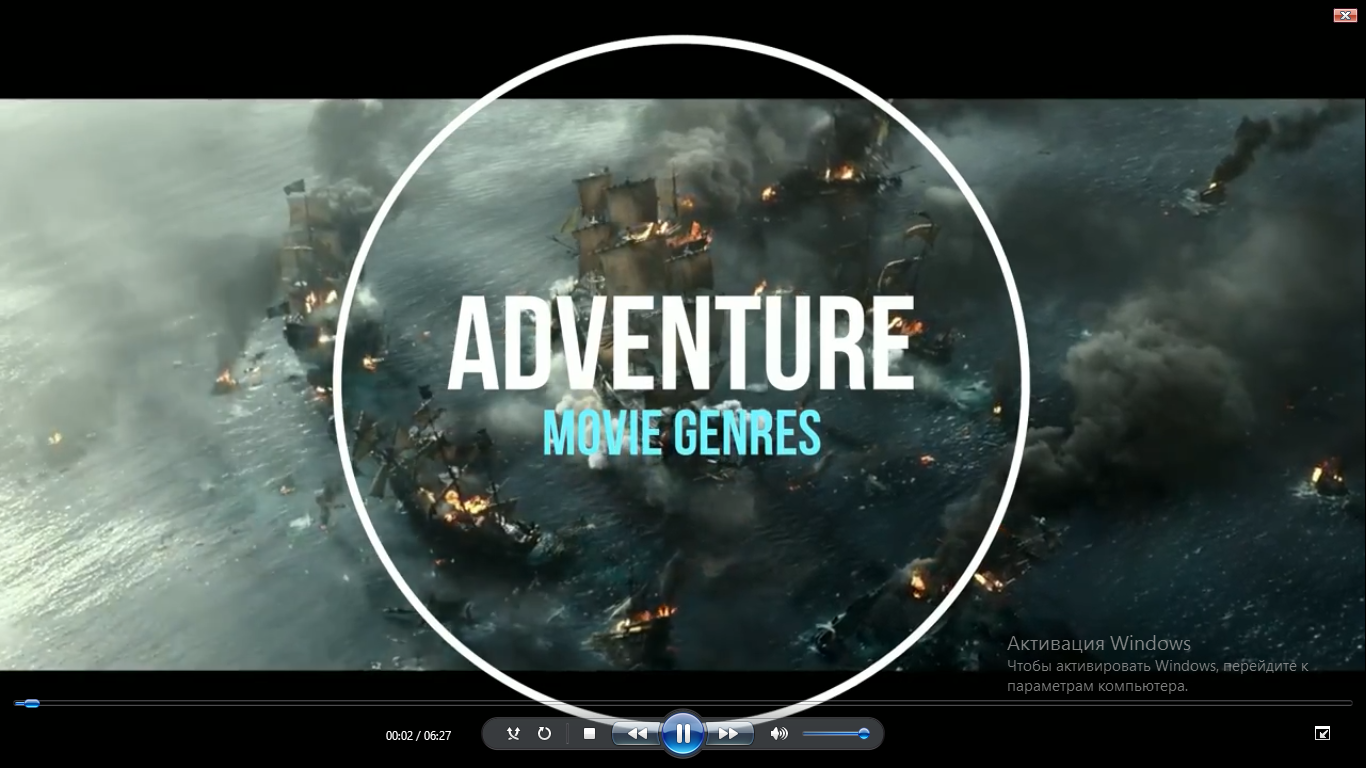 ADVENTURE
MOVIE GENRES
Активация Windows
Чтобы активировать Windows, перейдите к
параметрам компьютера.
00:02 / 06:27